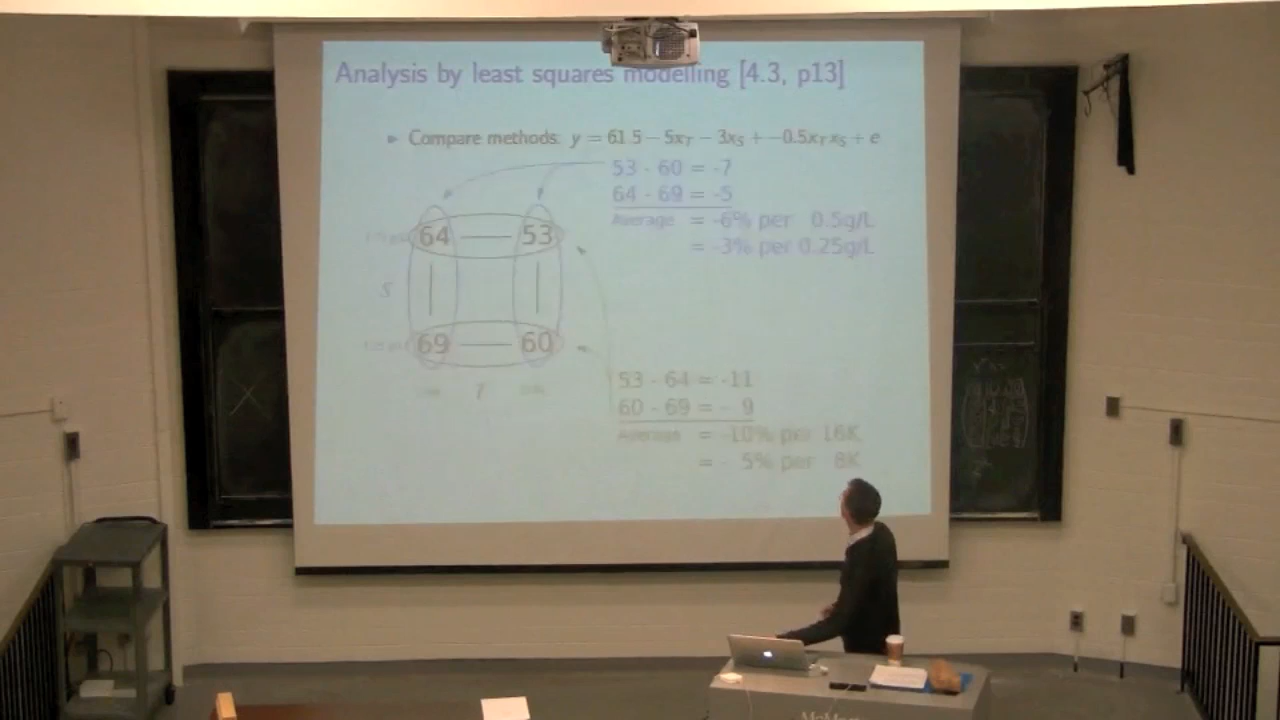 Analysis by least squares modelling [4.3, p13]
► Compare methods: y = 61.5 − 5x_T − 3x_S + −0.5x_T x_S + e
53 - 60 = -7
64 - 69 = -5
Average = -6% per 0.5g/L
= -3% per 0.25g/L
64 53
S
69 60
T
53 - 64 = -11
60 - 69 = - 9
Average = -10% per 16K
= - 5% per 8K